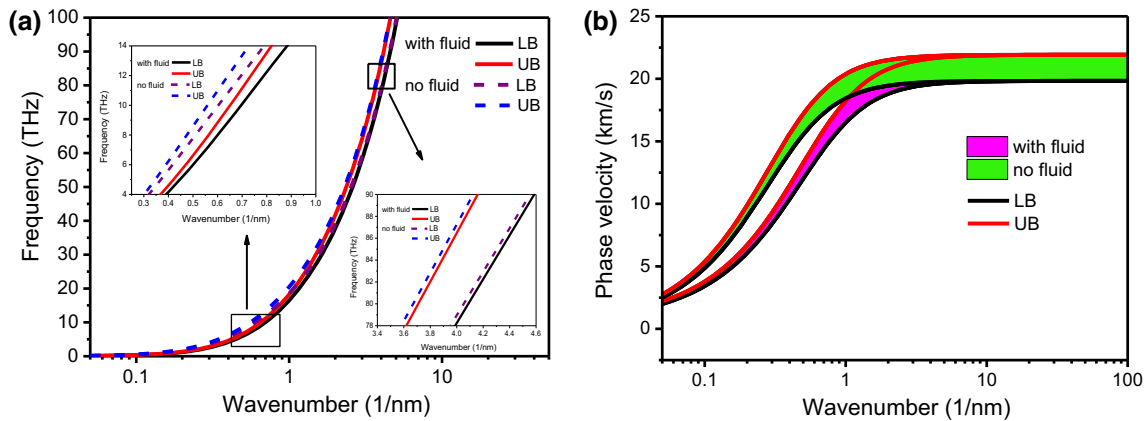 (a)
100
90
80
70
60
50
40
30
20
10
0
Frequency (THz)
0.1
1
10
Wavenumber (1/nm)
with fluid LB
UB
no fluid LB
UB
14
12
10
8
6
4
Frequency (THz)
with fluid LB
UB
no fluid LB
UB
0.3 0.4 0.5 0.6 0.7 0.8 0.9 1.0
Wavenumber (1/nm)
90
88
86
84
82
80
78
Frequency (THz)
with fluid LB
UB
no fluid LB
UB
3.4 3.6 3.8 4.0 4.2 4.4 4.6
Wavenumber (1/nm)
(b)
25
20
15
10
5
0
Phase velocity (km/s)
with fluid
no fluid
LB
UB
0.1 1 10 100
Wavenumber (1/nm)